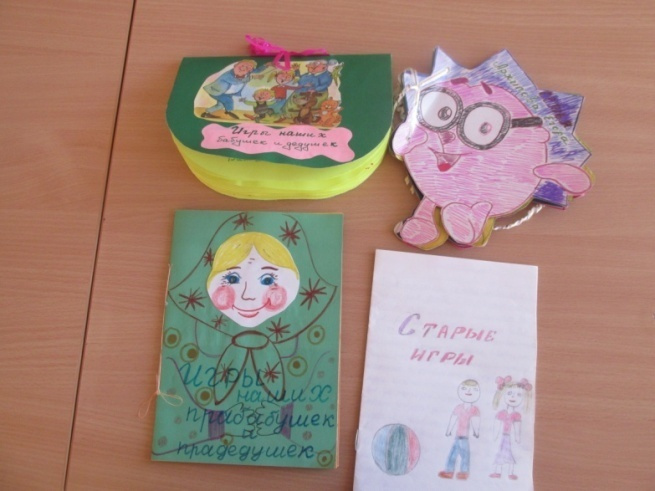 Игры наших
бабушек и дедушек
Игры
наших
прабабушек
и
прадедушек
СТАРЫЕ
ИГРЫ